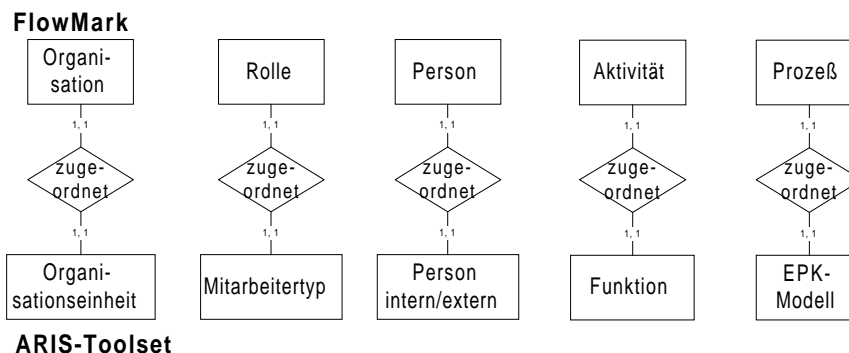 FlowMark
Organi-
sation
Rolle
Person
Aktivität
Prozeß
1, 1
1, 1
1, 1
1, 1
1, 1
zuge-
ordnet
zuge-
ordnet
zuge-
ordnet
zuge-
ordnet
zuge-
ordnet
1, 1
1, 1
1, 1
1, 1
1, 1
Organi-
sationseinheit
Mitarbeitertyp
Person
intern/extern
Funktion
EPK-
Modell
ARIS-Toolset